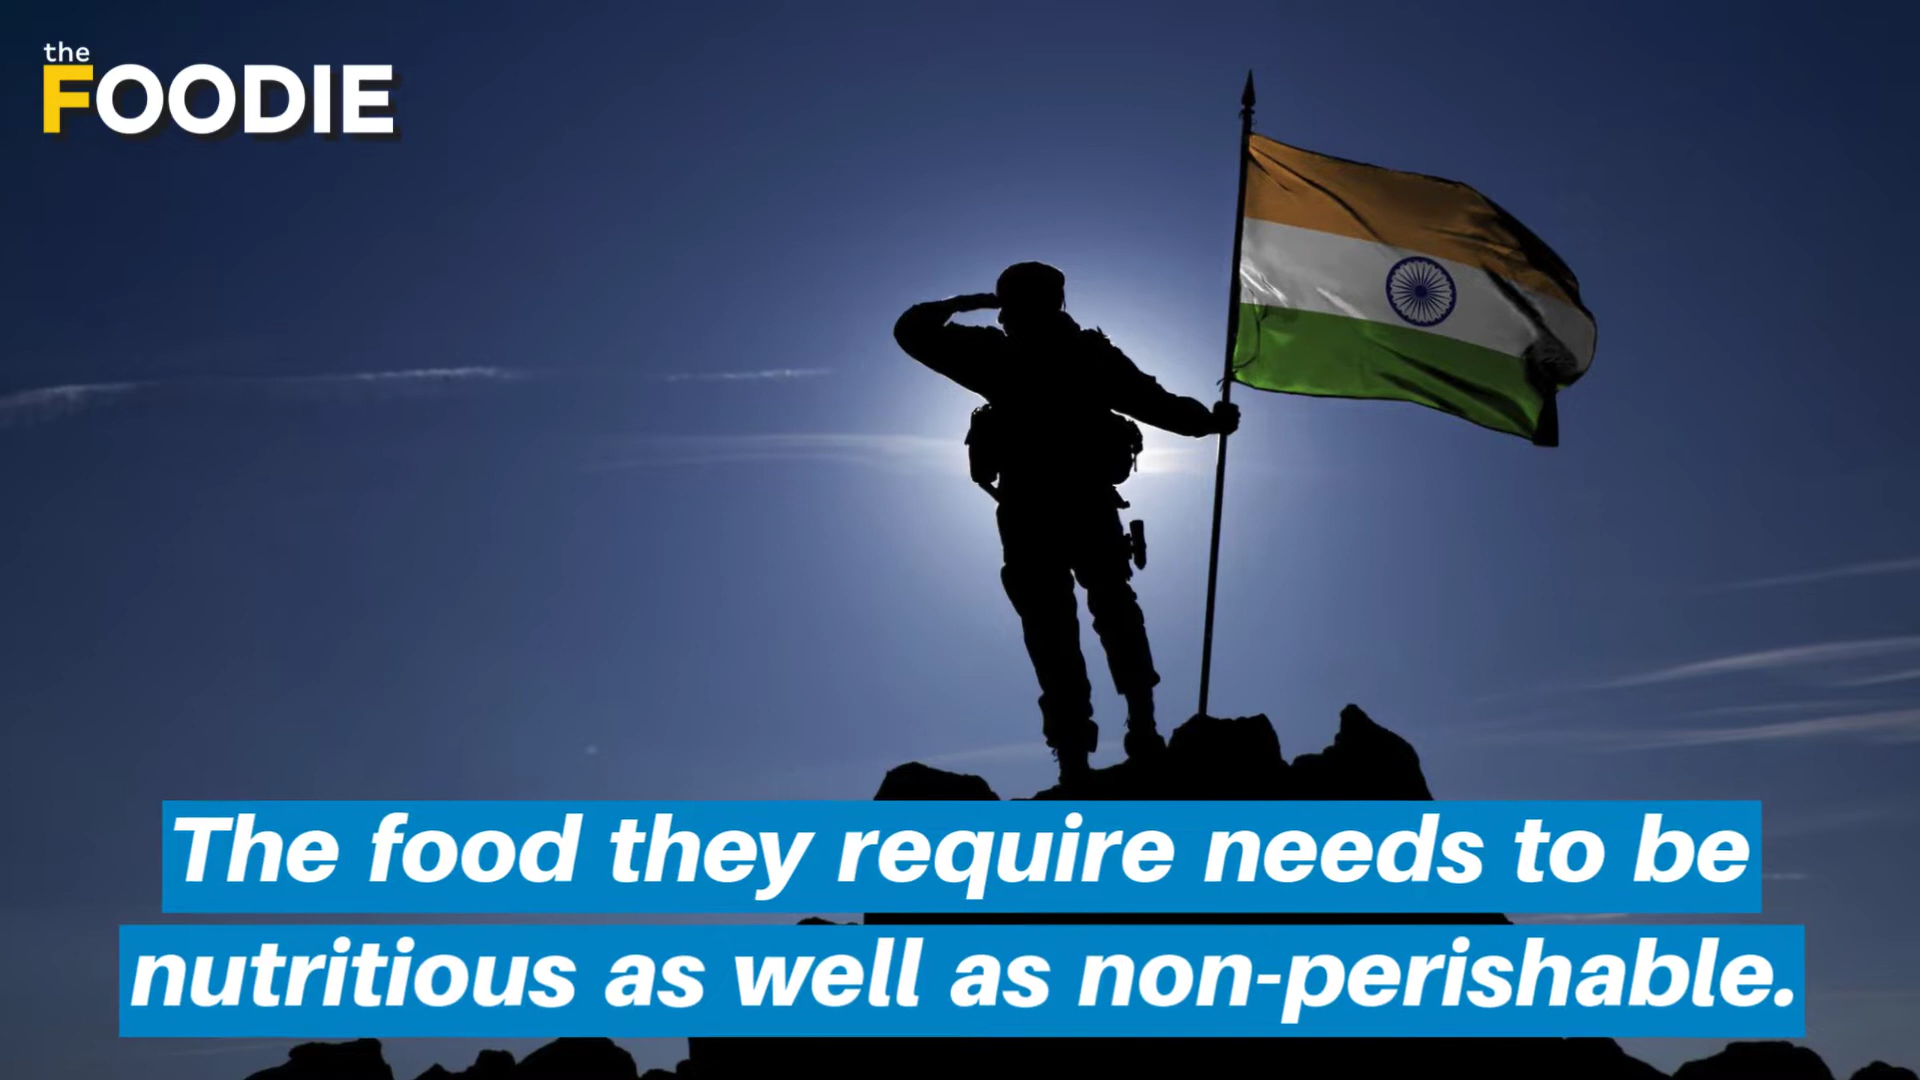 the
FOODIE
The food they require needs to be
nutritious as well as non-perishable.